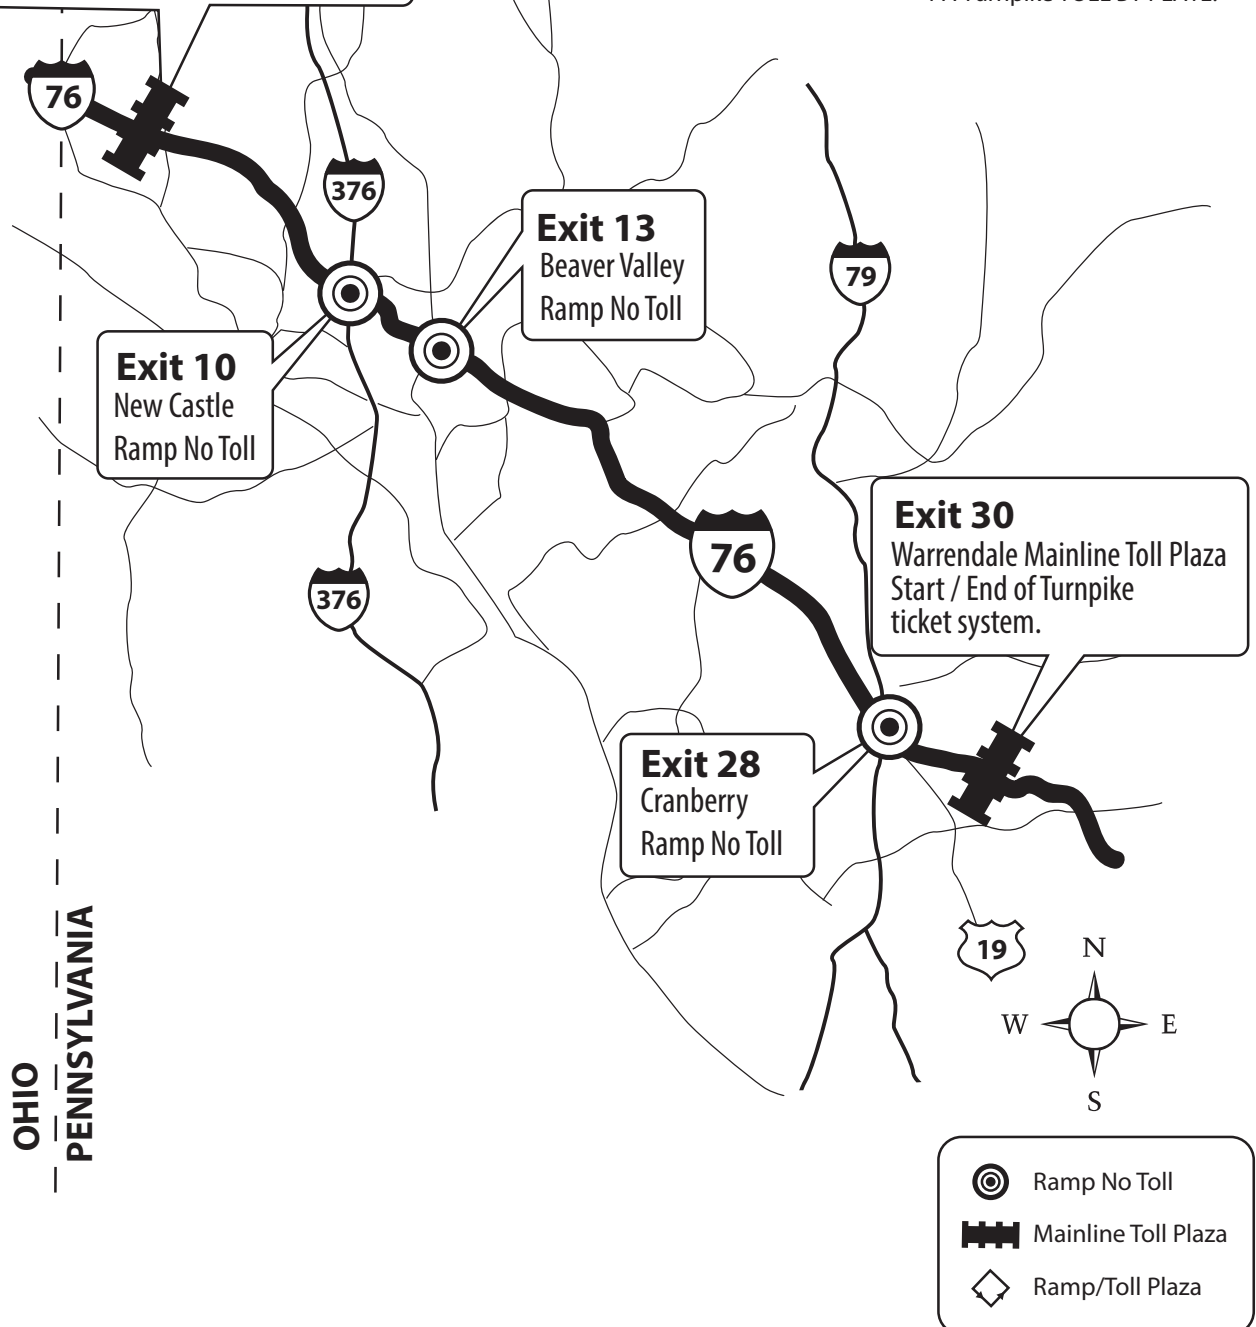 76
376
Exit 13
Beaver Valley
Ramp No Toll
79
Exit 10
New Castle
Ramp No Toll
Exit 30
Warrendale Mainline Toll Plaza
Start / End of Turnpike
ticket system.
76
376
Exit 28
Cranberry
Ramp No Toll
19
OHIO
PENNSYLVANIA
N
W
E
S
Ramp No Toll
Mainline Toll Plaza
Ramp/Toll Plaza